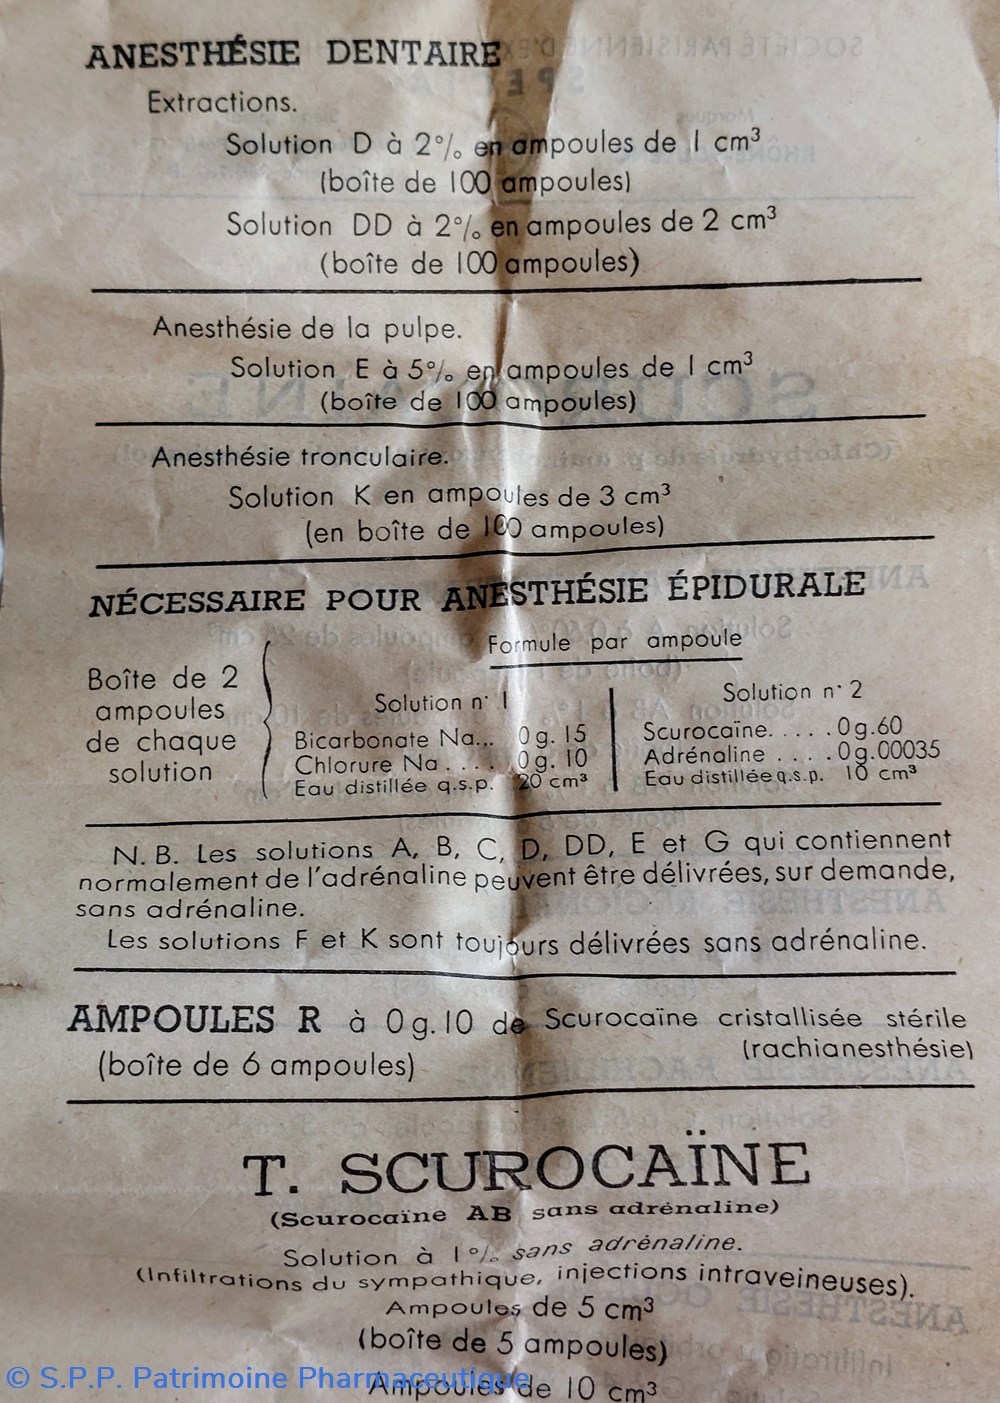 ANESTHÉSIE DENTAIRE
Extractions.
Solution D à 2% en ampoules de 1 cm³
(boîte de 100 ampoules)
Solution DD à 2% en ampoules de 2 cm³
(boîte de 100 ampoules)
Anesthésie de la pulpe.
Solution E à 5% en ampoules de 1 cm³
(boîte de 100 ampoules)
Anesthésie tronculaire.
Solution K en ampoules de 3 cm³
(en boîte de 100 ampoules)
NÉCESSAIRE POUR ANESTHÉSIE ÉPIDURALE
Formule par ampoule
Boîte de 2
ampoules
de chaque
solution
Solution n° 1
Bicarbonate Na... 0g. 15
Chlorure Na.... 0g. 10
Eau distillée q.s.p. 20 cm³
Solution n° 2
Scurocaïne.....0g.60
Adrénaline ....0g.00035
Eau distillée q.s.p. 10 cm³
N.B. Les solutions A, B, C, D, DD, E et G qui contiennent
normalement de l'adrénaline peuvent être délivrées, sur demande,
sans adrénaline.
Les solutions F et K sont toujours délivrées sans adrénaline.
AMPOULES R à 0g.10 de Scurocaïne cristallisée stérile
(rachianesthésie)
(boîte de 6 ampoules)
T. SCUROCAÏNE
(Scurocaïne AB sans adrénaline)
Solution à 1% sans adrénaline.
(Infiltrations du sympathique, injections intraveineuses).
Ampoules de 5 cm³
(boîte de 5 ampoules)
Ampoules de 10 cm³
© S.P.P. Patrimoine Pharmaceutique